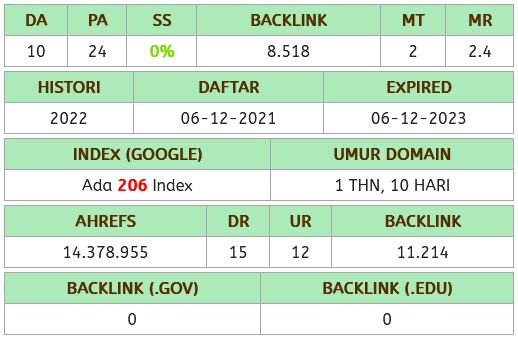 DA PA SS BACKLINK MT MR
10 24 0% 8.518 2 2.4
HISTORI DAFTAR EXPIRED
2022 06-12-2021 06-12-2023
INDEX (GOOGLE) UMUR DOMAIN
Ada 206 Index 1 THN, 10 HARI
AHREFS DR UR BACKLINK
14.378.955 15 12 11.214
BACKLINK (.GOV) BACKLINK (.EDU)
0 0